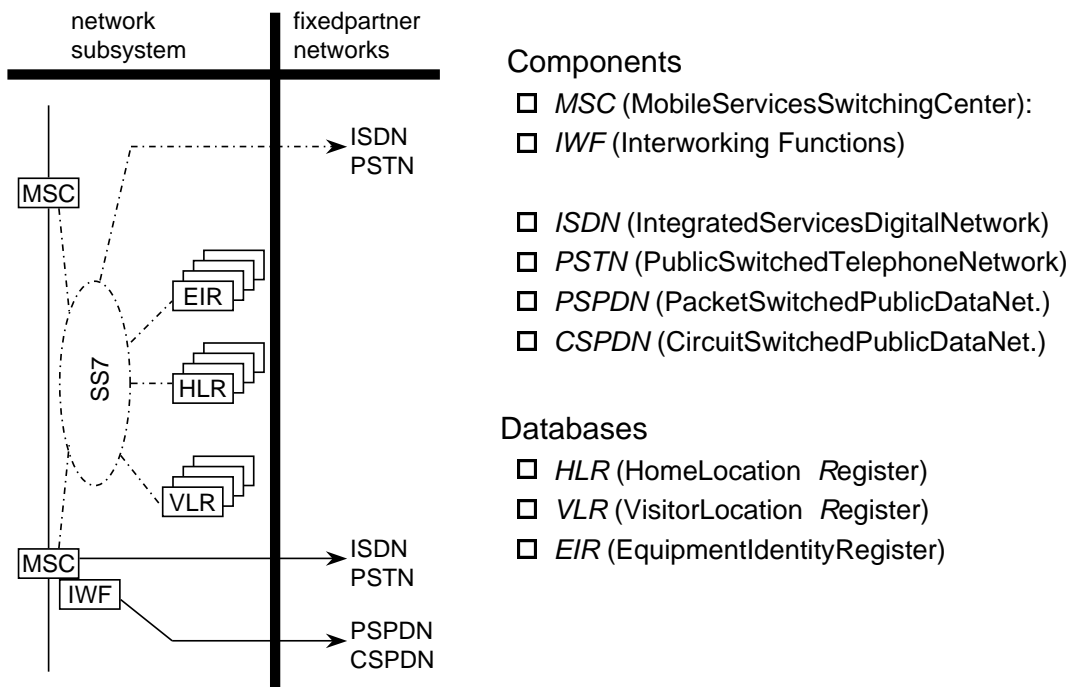 network
subsystem
fixedpartner
networks
ISDN
PSTN
MSC
EIR
SS7
HLR
VLR
MSC
IWF
ISDN
PSTN
PSPDN
CSPDN
Components
MSC (MobileServicesSwitchingCenter):
IWF (Interworking Functions)
ISDN (IntegratedServicesDigitalNetwork)
PSTN (PublicSwitchedTelephoneNetwork)
PSPDN (PacketSwitchedPublicDataNet.)
CSPDN (CircuitSwitchedPublicDataNet.)
Databases
HLR (HomeLocation Register)
VLR (VisitorLocation Register)
EIR (EquipmentIdentityRegister)